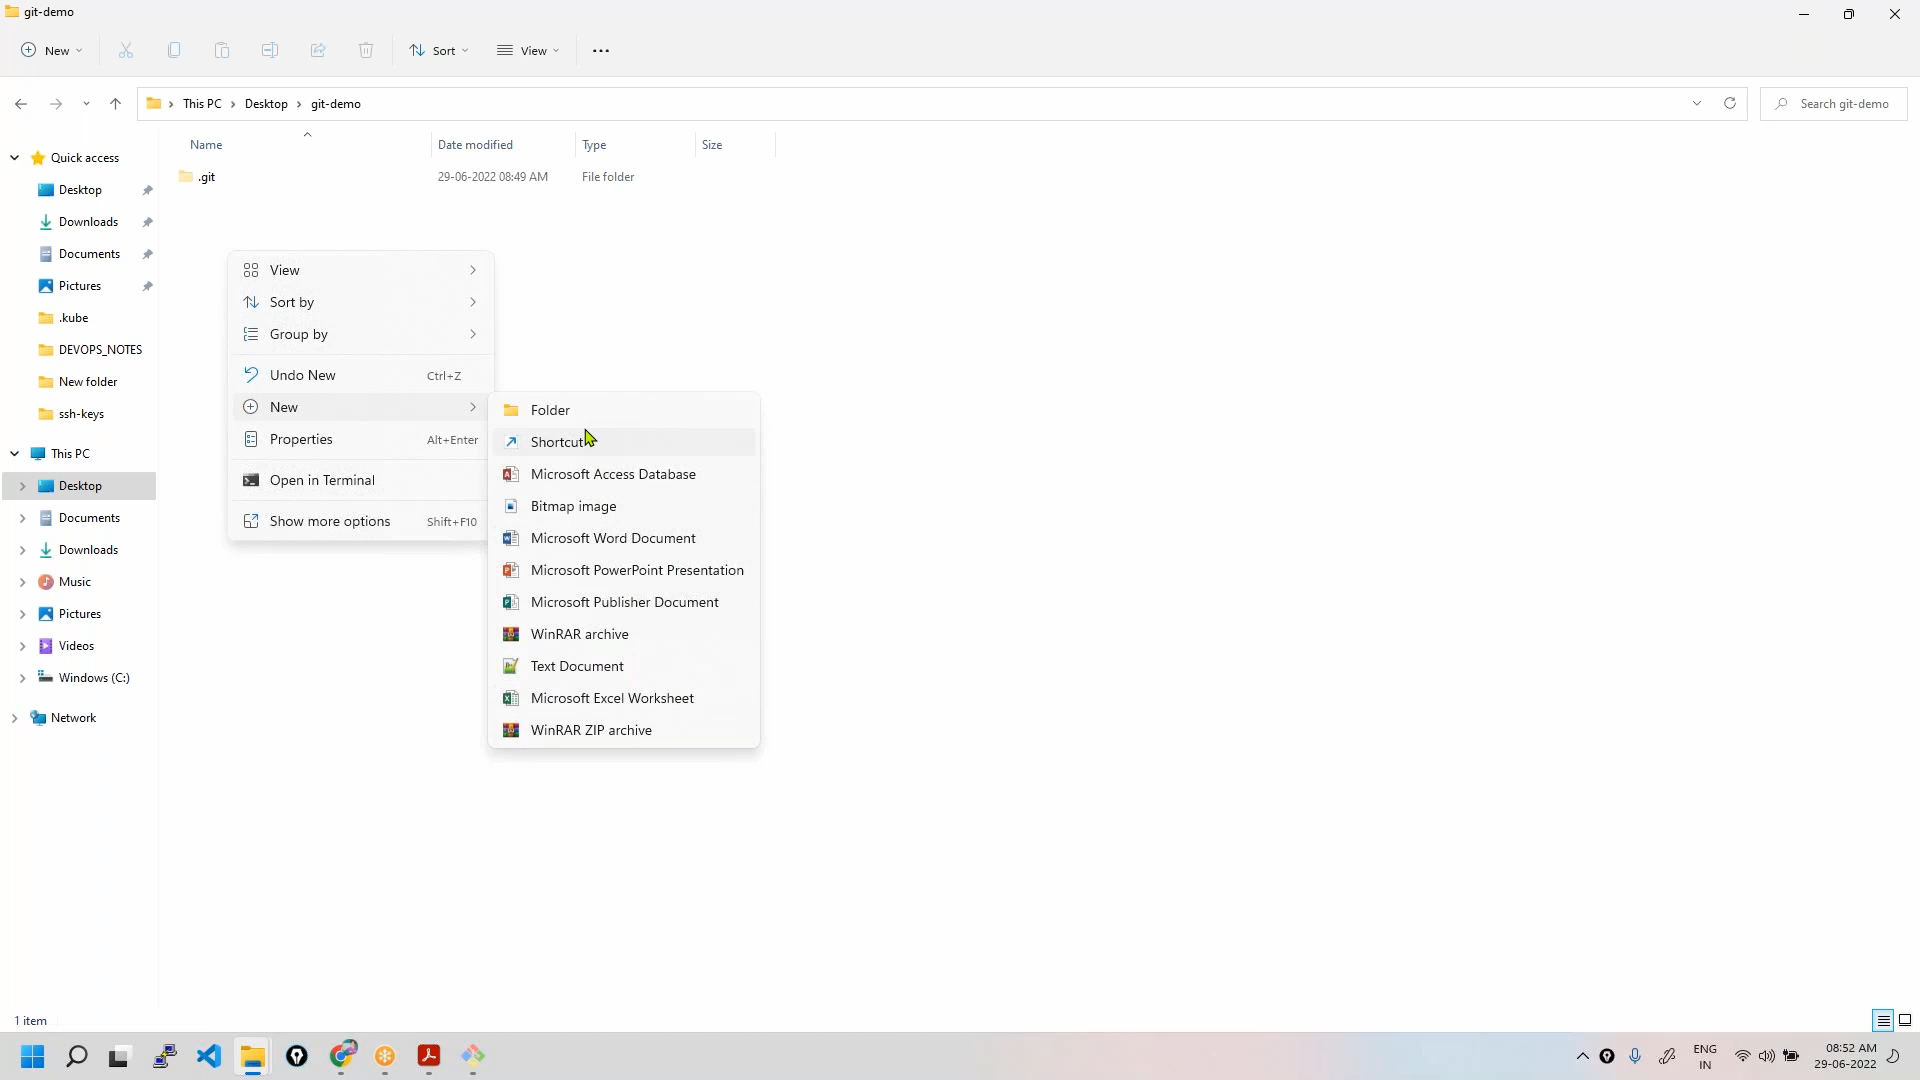 git-demo
New
Sort
View
This PC
Desktop
git-demo
Search git-demo
Name
Date modified
Type
Size
.git
29-06-2022 08:49 AM
File folder
Quick access
Desktop
Downloads
Documents
Pictures
.kube
DEVOPS_NOTES
New folder
ssh-keys
This PC
Desktop
Documents
Downloads
Music
Pictures
Videos
Windows (C:)
Network
View
Sort by
Group by
Undo New Ctrl+Z
New
Properties Alt+Enter
Open in Terminal
Show more options Shift+F10
Folder
Shortcut
Microsoft Access Database
Bitmap image
Microsoft Word Document
Microsoft PowerPoint Presentation
Microsoft Publisher Document
WinRAR archive
Text Document
Microsoft Excel Worksheet
WinRAR ZIP archive
1 item
ENG
IN
08:52 AM
29-06-2022